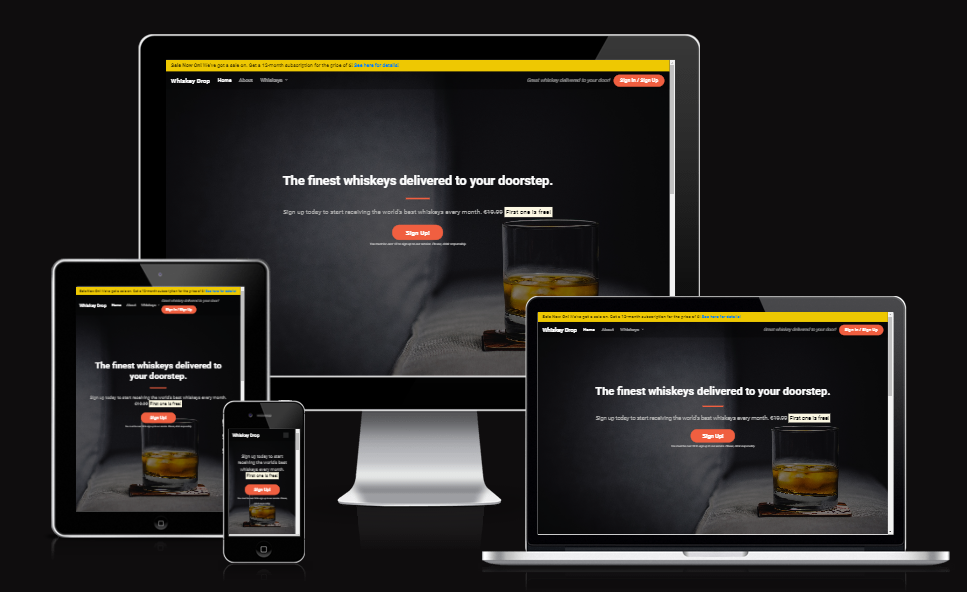 Sale Now On! We've got a sale on. Get a 12-month subscription for the price of 6! See here for details!
Whiskey Drop Home About Whiskeys Great whiskey delivered to your door! Sign In / Sign Up
The finest whiskeys delivered to your doorstep.
Sign up today to start receiving the world's best whiskeys every month. €19.99 First one is free!
Sign Up!
Sale Now On! We've got a sale on. Get a 12-month subscription for the price of 6! See here for details!
Great whiskey delivered to your door!
Whiskey Drop Home About Whiskeys
Sign In / Sign Up
The finest whiskeys delivered to
your doorstep.
Sign up today to start receiving the world's best whiskeys every month.
€19.99 First one is free!
Sign Up!
Whiskey Drop
Sign up today to start
receiving the world's best
whiskeys every month.
First one is free!
Sign Up!
Sale Now On! We've got a sale on. Get a 12-month subscription for the price of 6! See here for details!
Whiskey Drop Home About Whiskeys Great whiskey delivered to your door! Sign In / Sign Up
The finest whiskeys delivered to your doorstep.
Sign up today to start receiving the world's best whiskeys every month. €19.99 First one is free!
Sign Up!